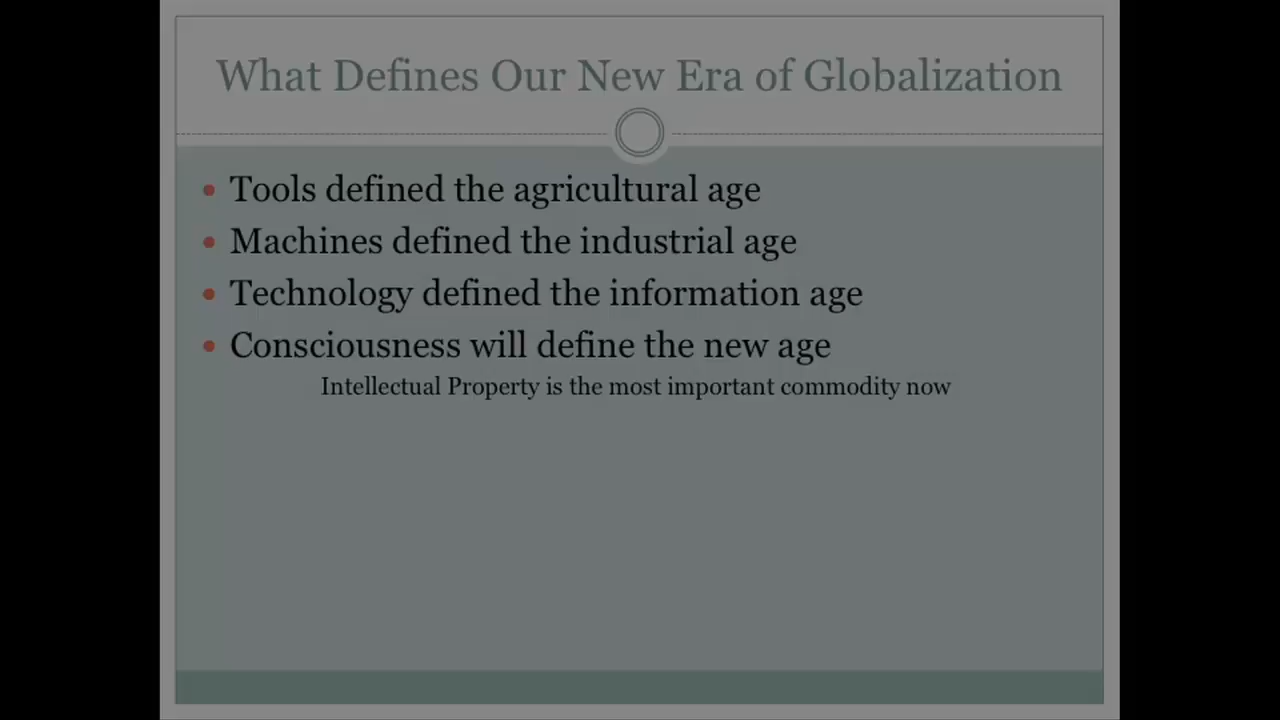 What Defines Our New Era of Globalization
Tools defined the agricultural age
Machines defined the industrial age
Technology defined the information age
Consciousness will define the new age
Intellectual Property is the most important commodity now